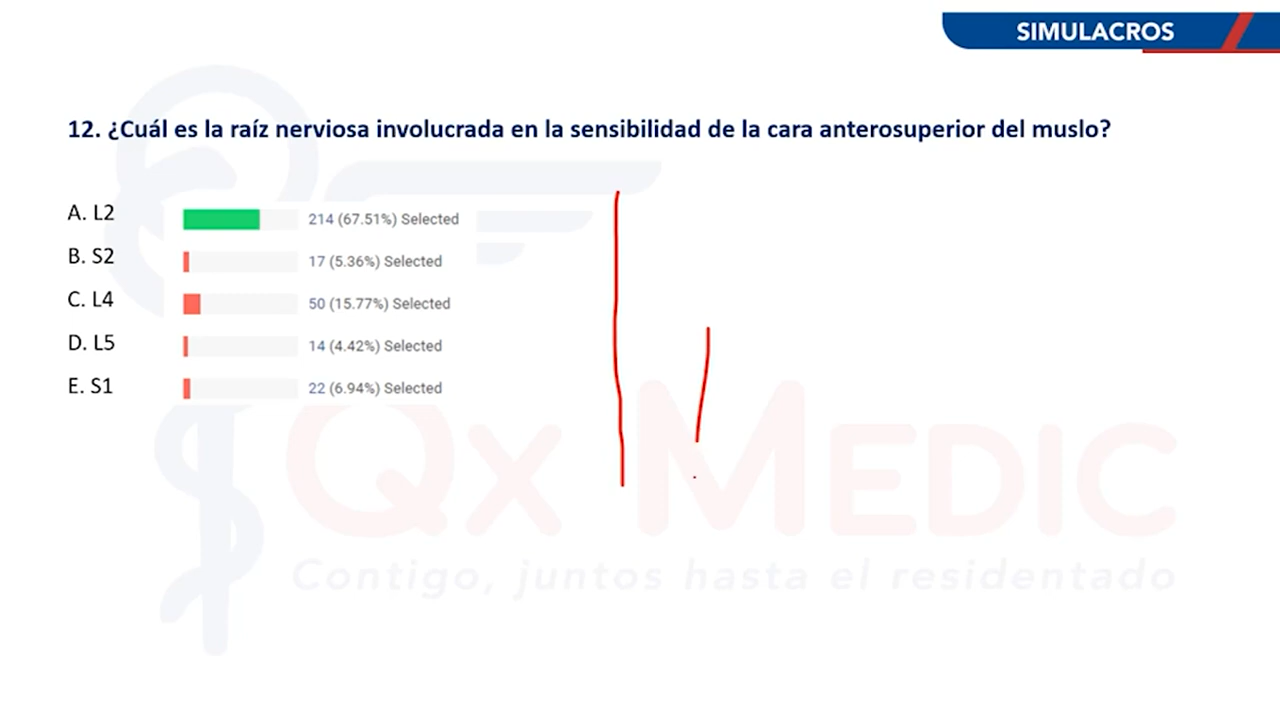 SIMULACROS
12. ¿Cuál es la raíz nerviosa involucrada en la sensibilidad de la cara anterosuperior del muslo?
A. L2 214 (67.51%) Selected
B. S2 17 (5.36%) Selected
C. L4 50 (15.77%) Selected
D. L5 14 (4.42%) Selected
E. S1 22 (6.94%) Selected
Qx MEDIC
Contigo, juntos hasta el residentado